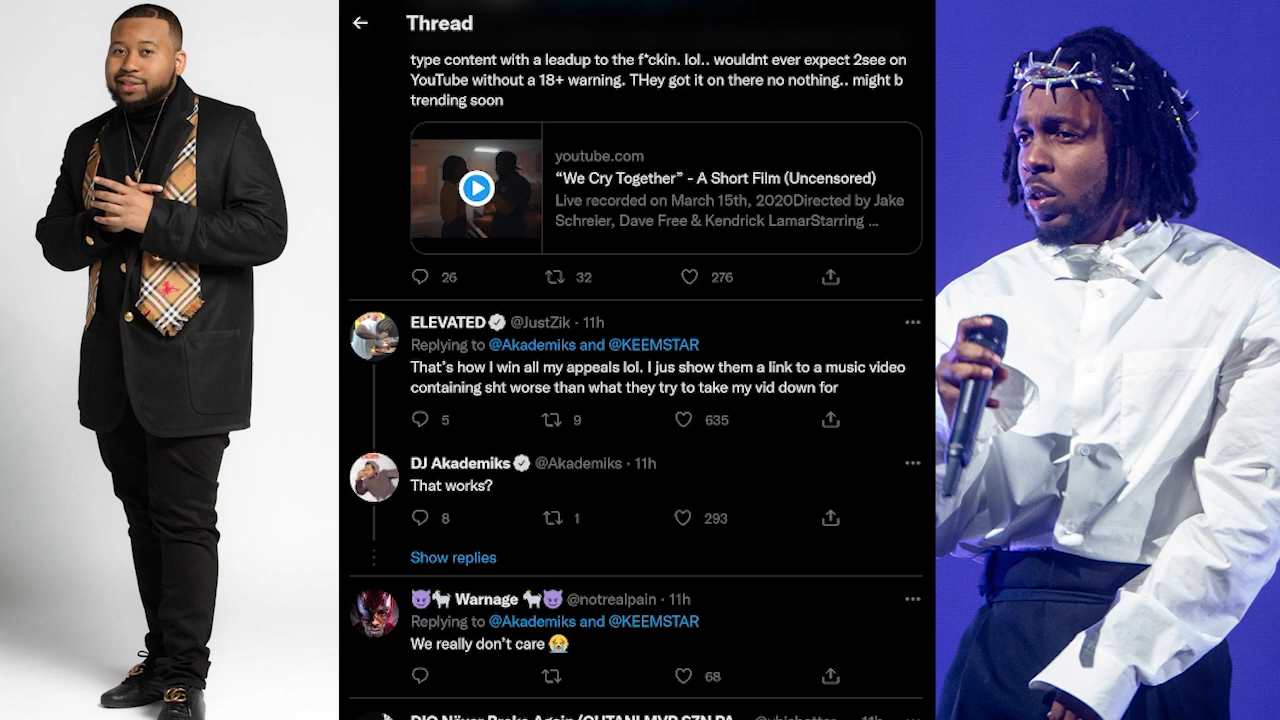 Thread
type content with a leadup to the f*ckin. lol.. wouldnt ever expect 2see on
YouTube without a 18+ warning. THey got it on there no nothing.. might b
trending soon
youtube.com
“We Cry Together” - A Short Film (Uncensored)
Live recorded on March 15th, 2020Directed by Jake
Schreier, Dave Free & Kendrick LamarStarring ...
26 32 276
ELEVATED @JustZik · 11h
Replying to @Akademiks and @KEEMSTAR
That’s how I win all my appeals lol. I jus show them a link to a music video
containing sht worse than what they try to take my vid down for
5 9 635
DJ Akademiks @Akademiks · 11h
That works?
8 1 293
Show replies
😈🐐 Warnage 🐐😈 @notrealpain · 11h
Replying to @Akademiks and @KEEMSTAR
We really don’t care 😭
68